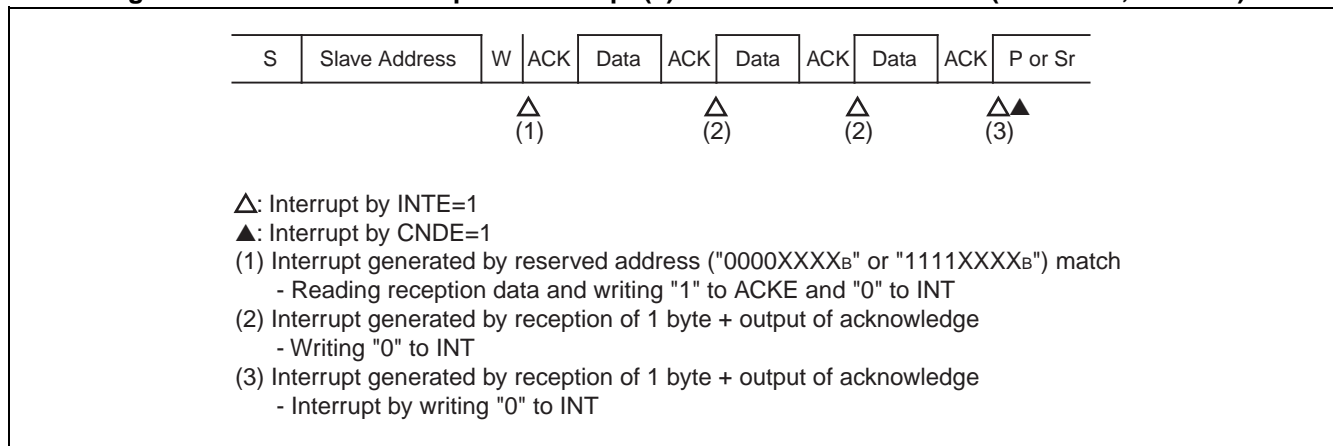 S Slave Address W ACK Data ACK Data ACK Data ACK P or Sr
△ △ △ △▲
(1) (2) (2) (3)
△: Interrupt by INTE=1
▲: Interrupt by CNDE=1
(1) Interrupt generated by reserved address ("0000XXXXB" or "1111XXXXB") match
- Reading reception data and writing "1" to ACKE and "0" to INT
(2) Interrupt generated by reception of 1 byte + output of acknowledge
- Writing "0" to INT
(3) Interrupt generated by reception of 1 byte + output of acknowledge
- Interrupt by writing "0" to INT